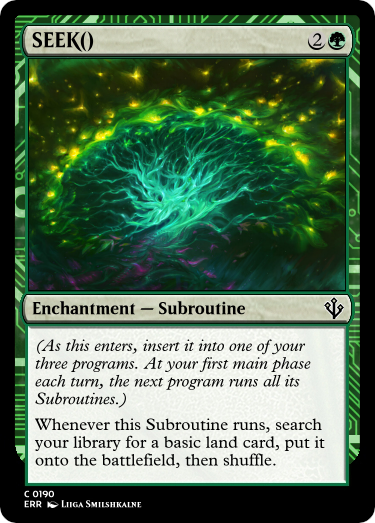 SEEK()
2
Enchantment — Subroutine
(As this enters, insert it into one of your
three programs. At your first main phase
each turn, the next program runs all its
Subroutines.)
Whenever this Subroutine runs, search
your library for a basic land card, put it
onto the battlefield, then shuffle.
C 0190
ERR Liiga Smilshkalne